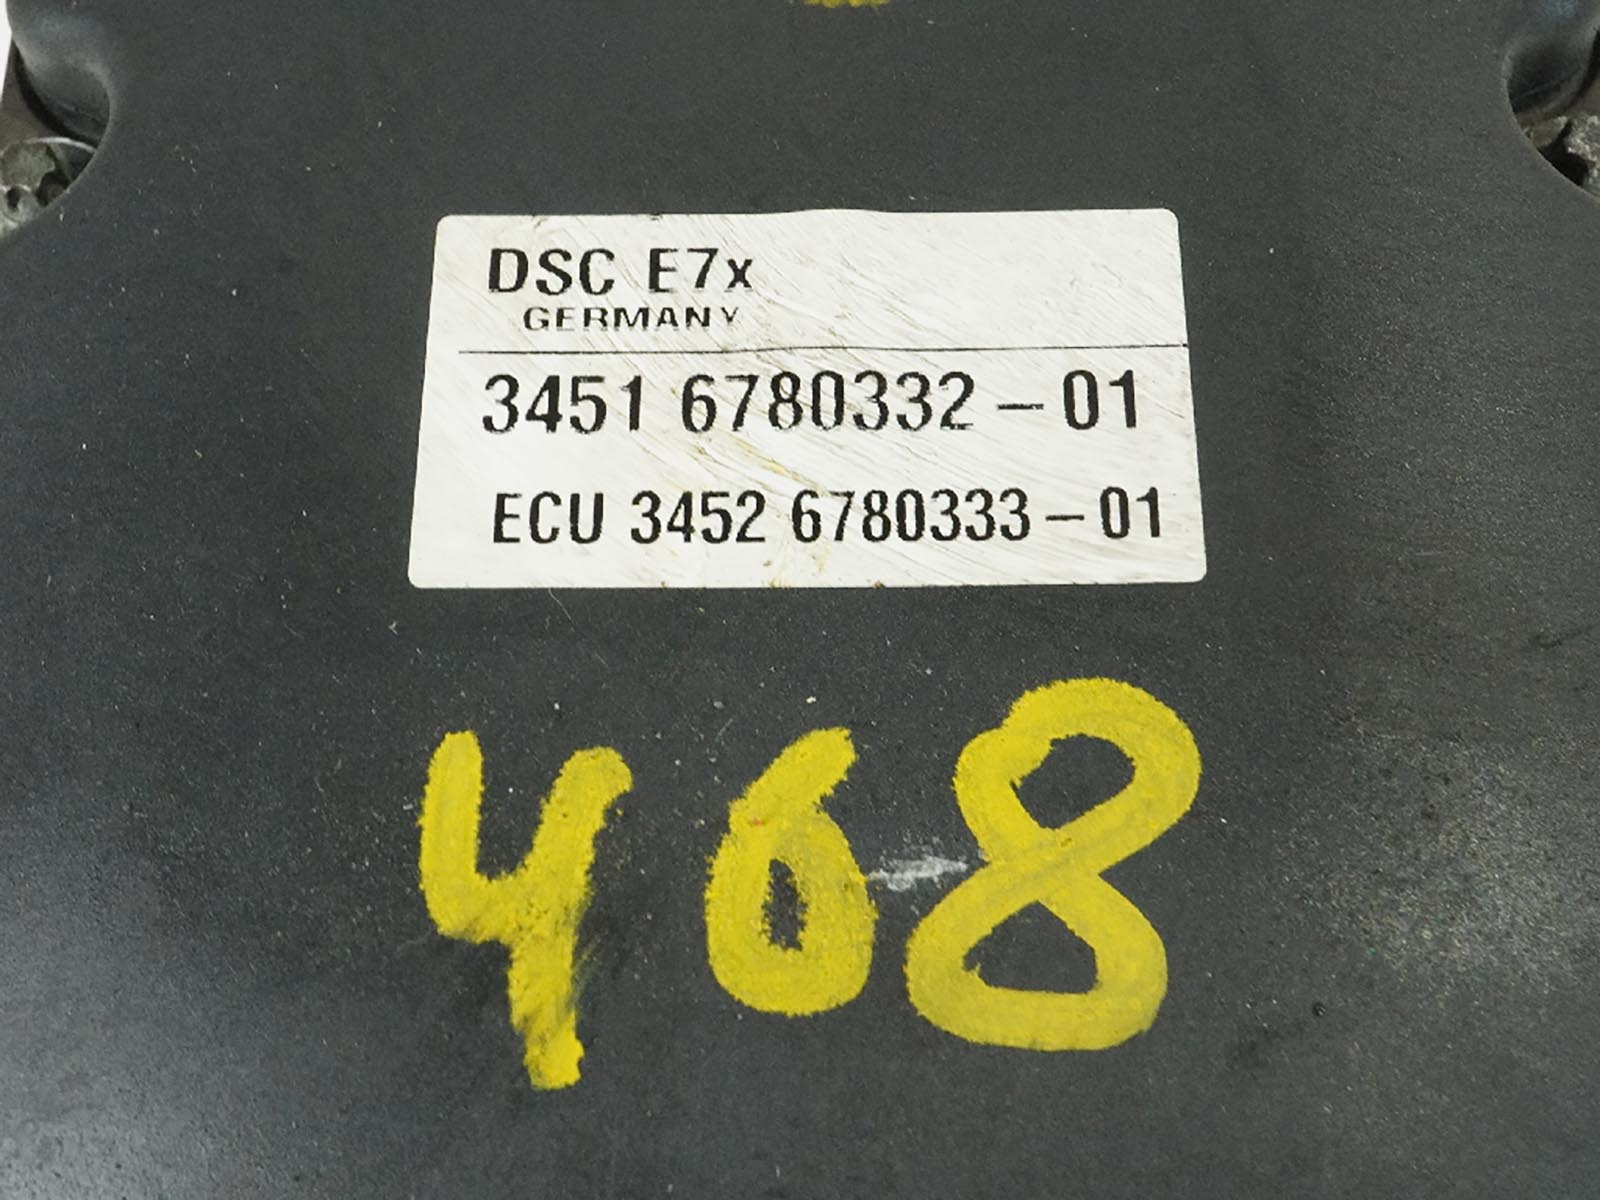 DSC E7x
GERMANY
3451 6780332-01
ECU 3452 6780333-01
468